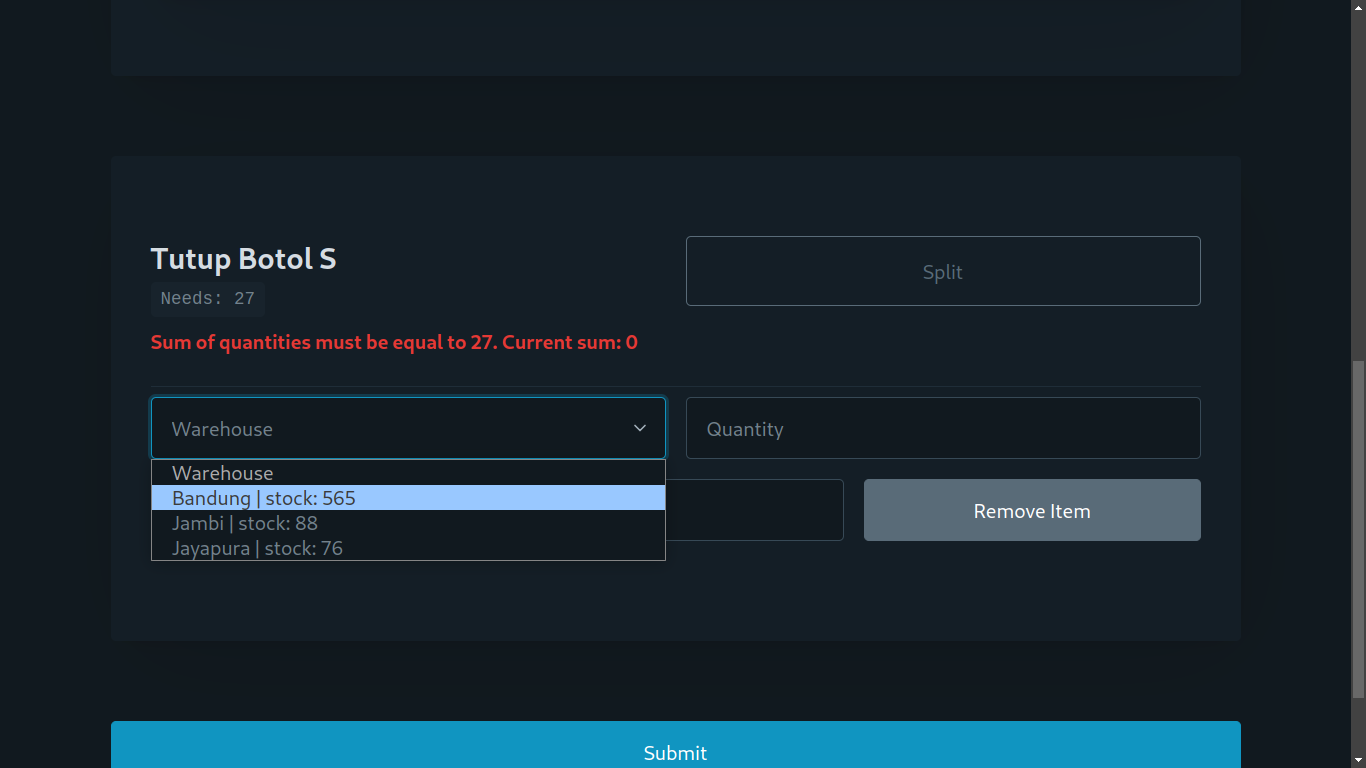 Tutup Botol S
Split
Needs: 27
Sum of quantities must be equal to 27. Current sum: 0
Warehouse
Quantity
Warehouse
Bandung | stock: 565
Jambi | stock: 88
Jayapura | stock: 76
Remove Item
Submit